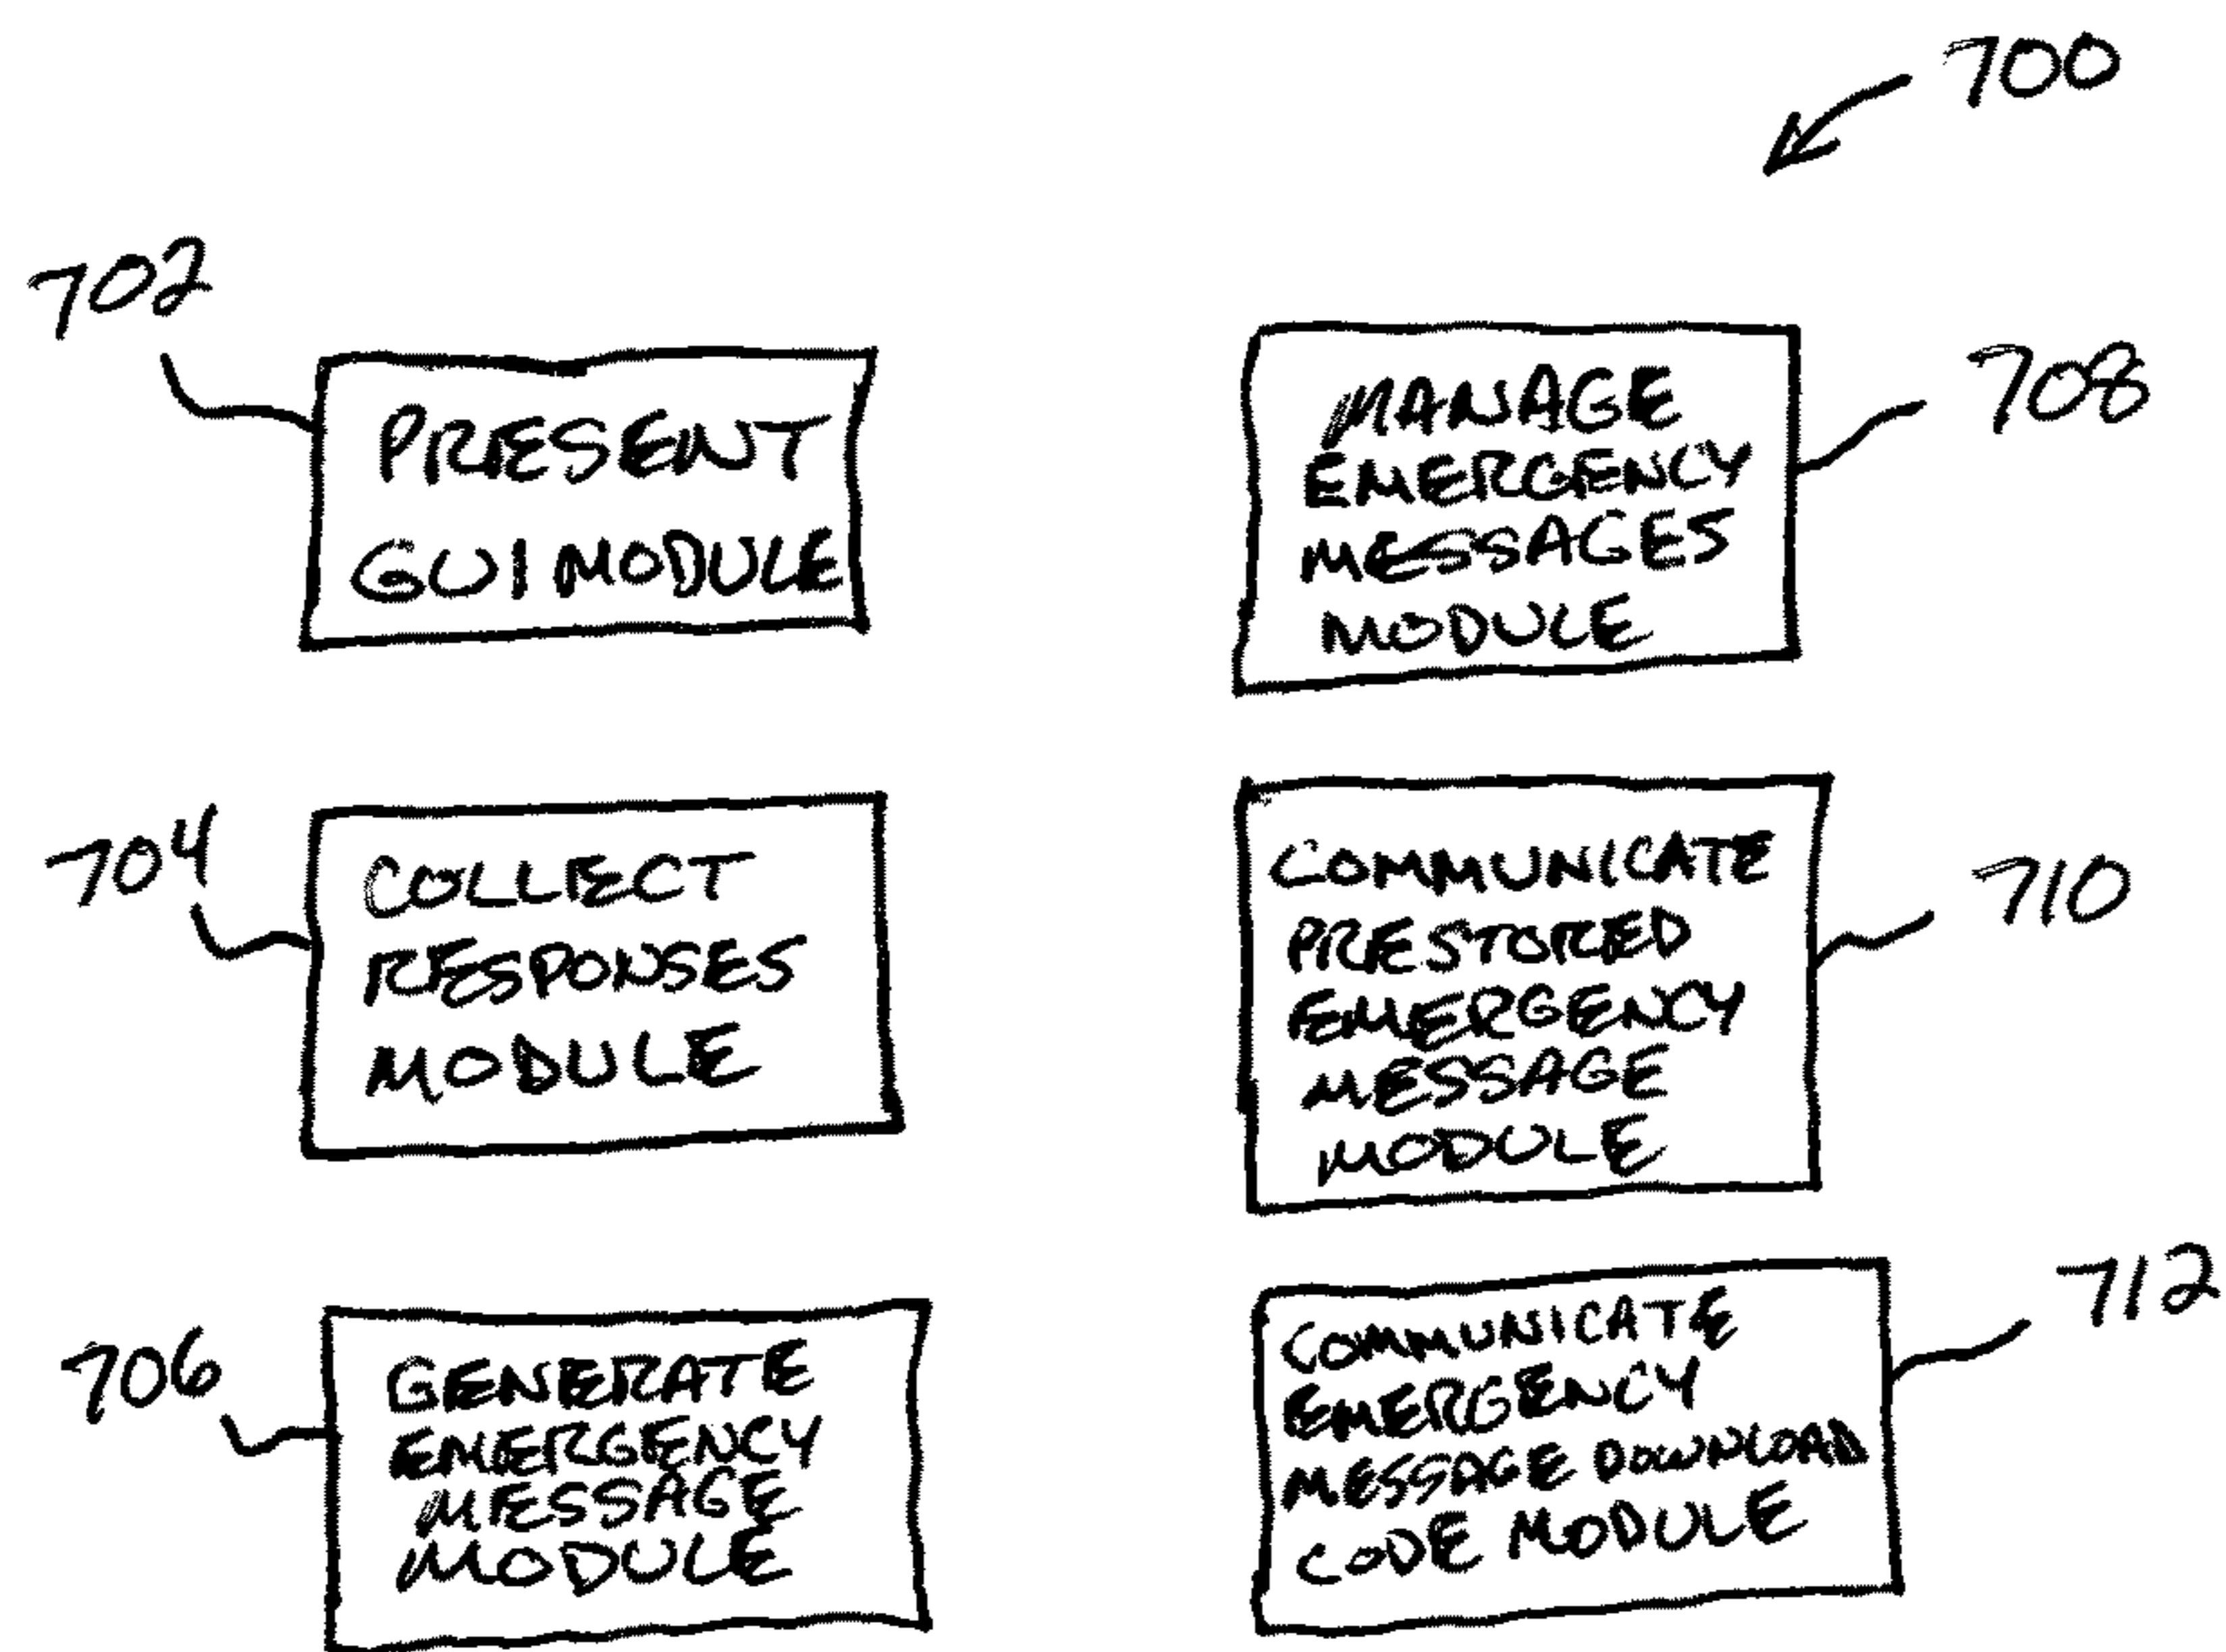 700
702
PRESENT
GUI MODULE
704
COLLECT
RESPONSES
MODULE
706
GENERATE
EMERGENCY
MESSAGE
MODULE
MANAGE
EMERGENCY
MESSAGES
MODULE
708
COMMUNICATE
PRESTORED
EMERGENCY
MESSAGE
MODULE
710
COMMUNICATE
EMERGENCY
MESSAGE DOWNLOAD
CODE MODULE
712